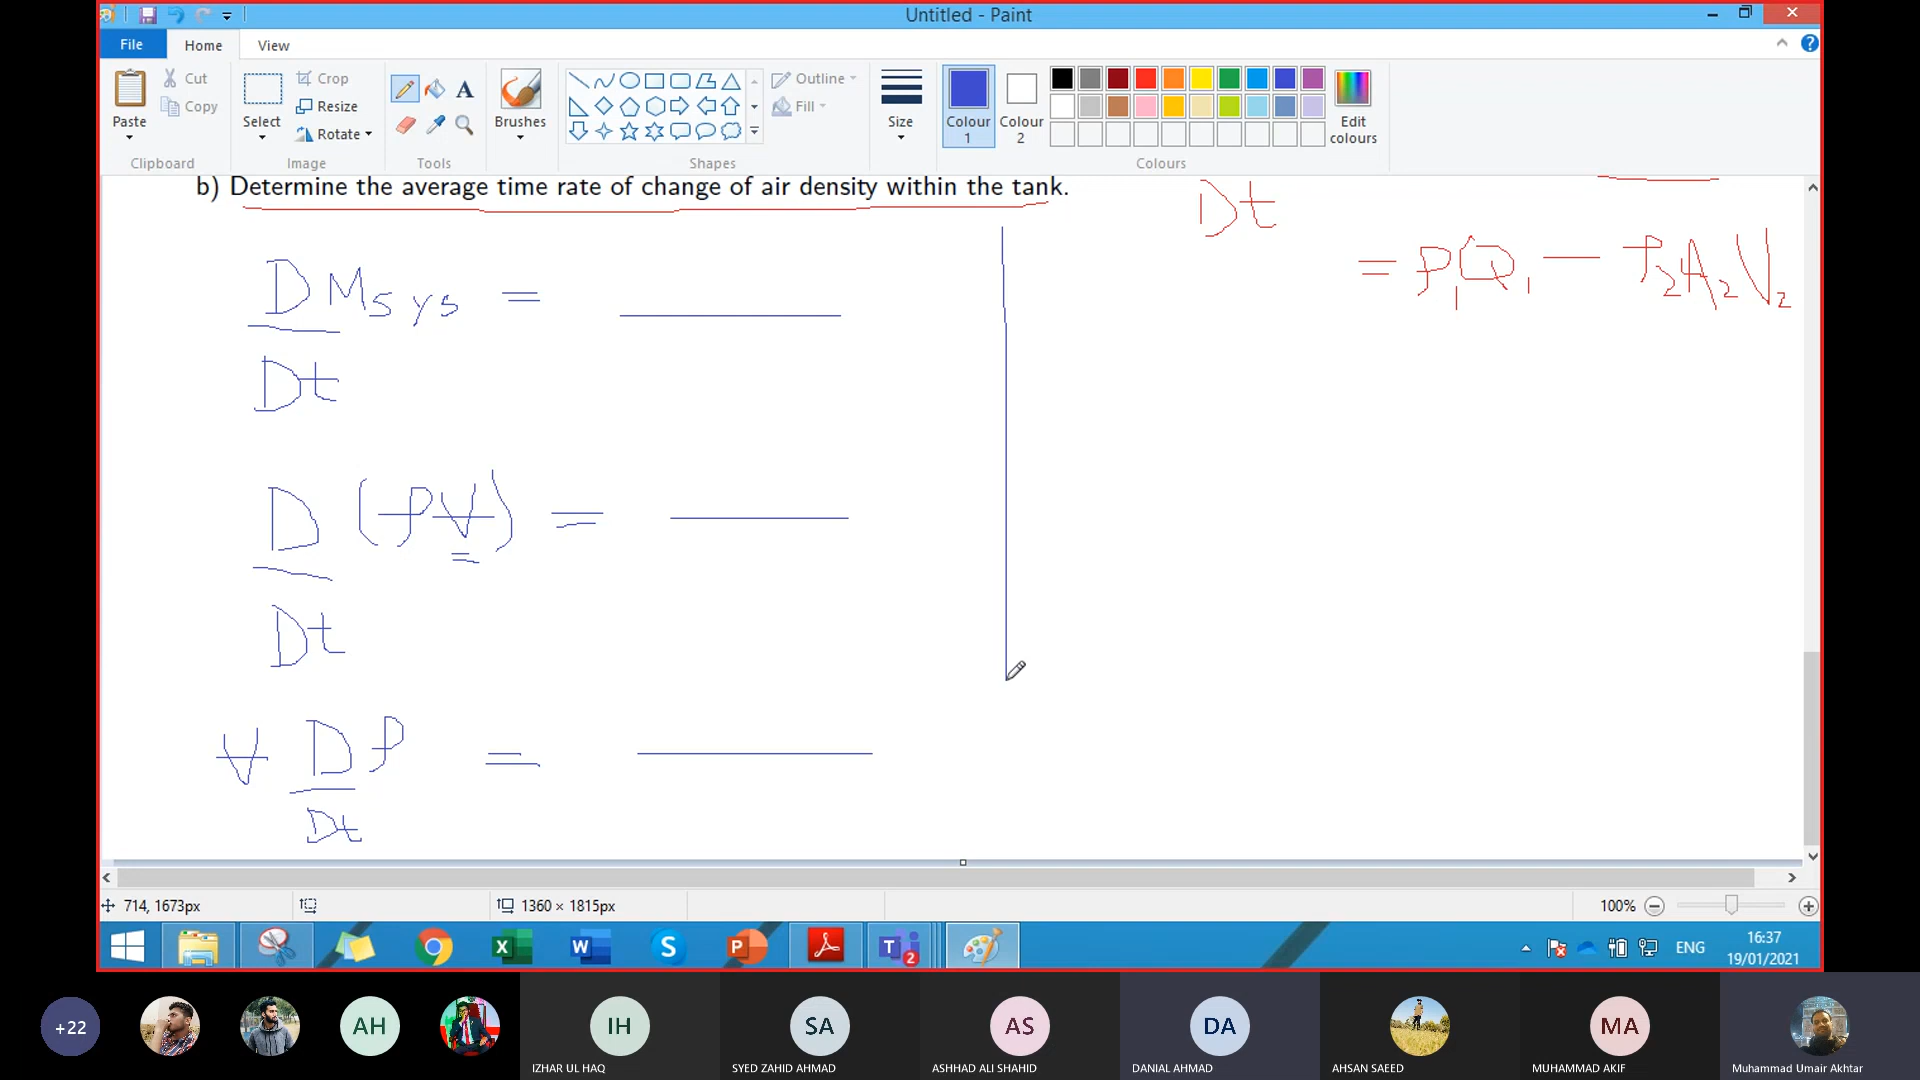 Untitled - Paint
File Home View
Paste Cut Copy Clipboard
Select Crop Resize Rotate Image
Tools
Brushes
Shapes
Outline Fill
Size
Colour 1 Colour 2 Edit colours Colours
b) Determine the average time rate of change of air density within the tank.
Dt
= ρ₁Q₁ — ρ₂A₂V₂
D Msys =
Dt
D (ρV) =
Dt
V D ρ =
Dt
714, 1673px
1360 × 1815px
100%
2
ENG
16:37
19/01/2021
+22
AH
IH
SA
AS
DA
MA
IZHAR UL HAQ
SYED ZAHID AHMAD
ASHHAD ALI SHAHID
DANIAL AHMAD
AHSAN SAEED
MUHAMMAD AKIF
Muhammad Umair Akhtar